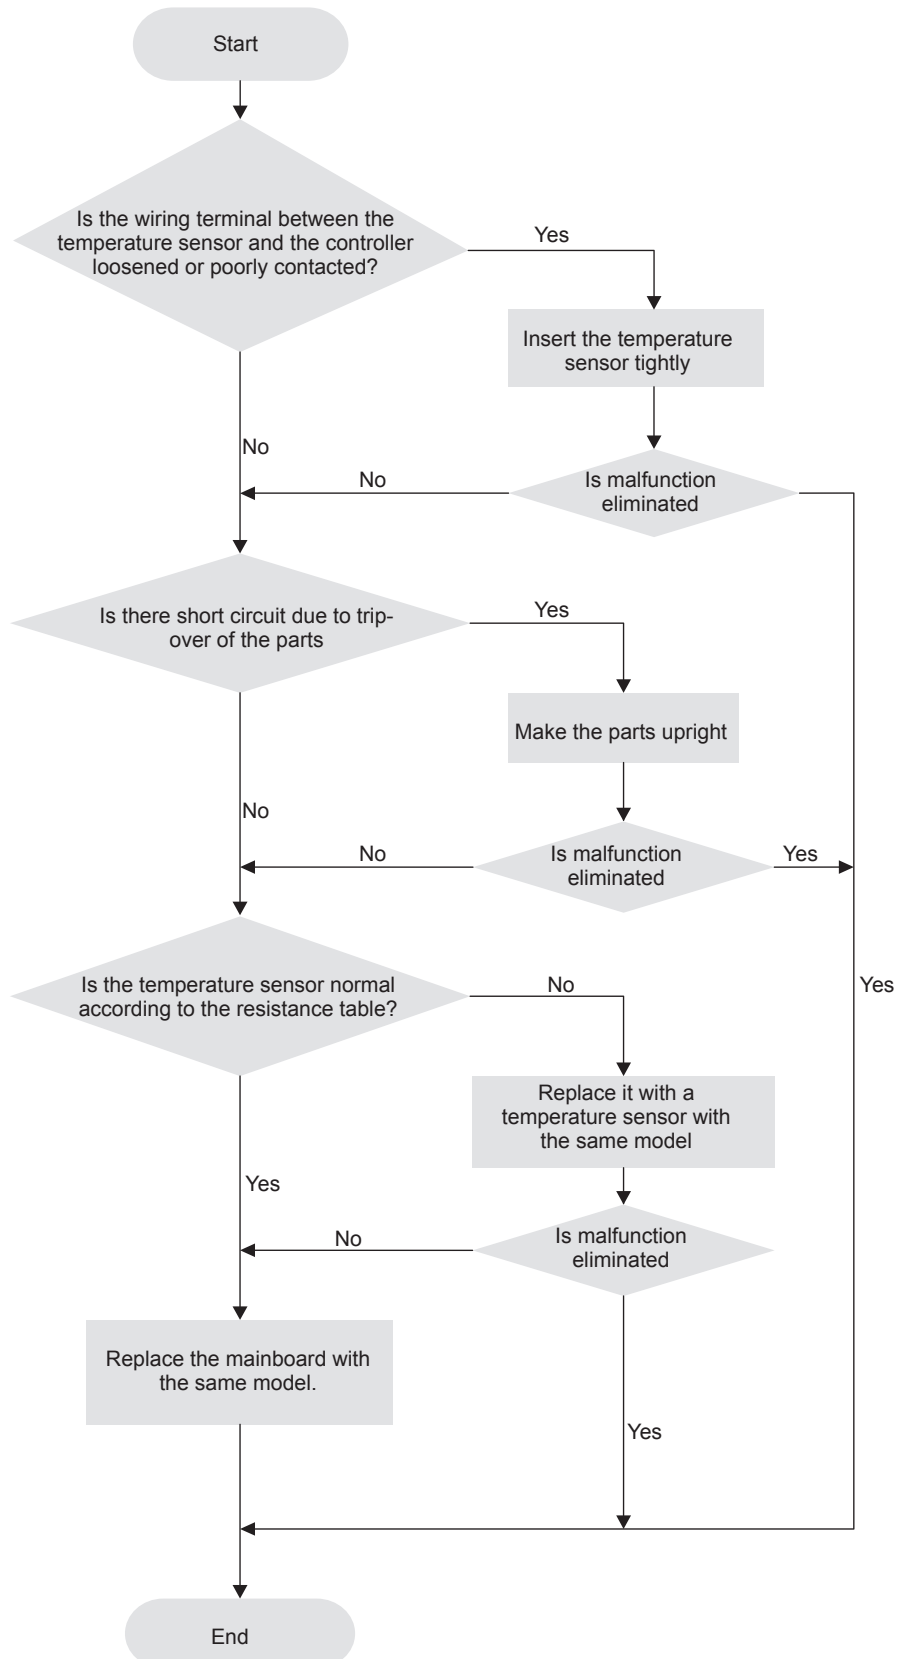 Start
Is the wiring terminal between the
temperature sensor and the controller
loosened or poorly contacted?
Yes
Insert the temperature
sensor tightly
No
No
Is malfunction
eliminated
Is there short circuit due to trip-
over of the parts
Yes
Make the parts upright
No
No
Is malfunction
eliminated
Yes
Is the temperature sensor normal
according to the resistance table?
No
Yes
Replace it with a
temperature sensor with
the same model
Yes
No
Is malfunction
eliminated
Replace the mainboard with
the same model.
Yes
End